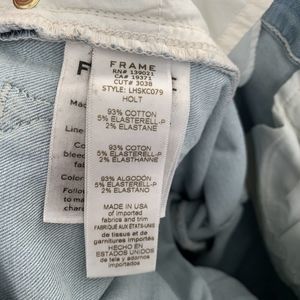 FRAME
RN# 139021
CA# 19371
CUT# 3038
STYLE: LHSKC079
HOLT
93% COTTON
5% ELASTERELL-P
2% ELASTANE
93% COTON
5% ELASTERELL-P
2% ELASTHANNE
93% ALGODÓN
5% ELASTERELL-P
2% ELASTANO
MADE IN USA
of imported
fabrics and trim
FABRIQUÉ AUX ÉTATS-UNIS
de tissus et de
garnitures importés
HECHO EN
ESTADOS UNIDOS
de tela y adornos
importados